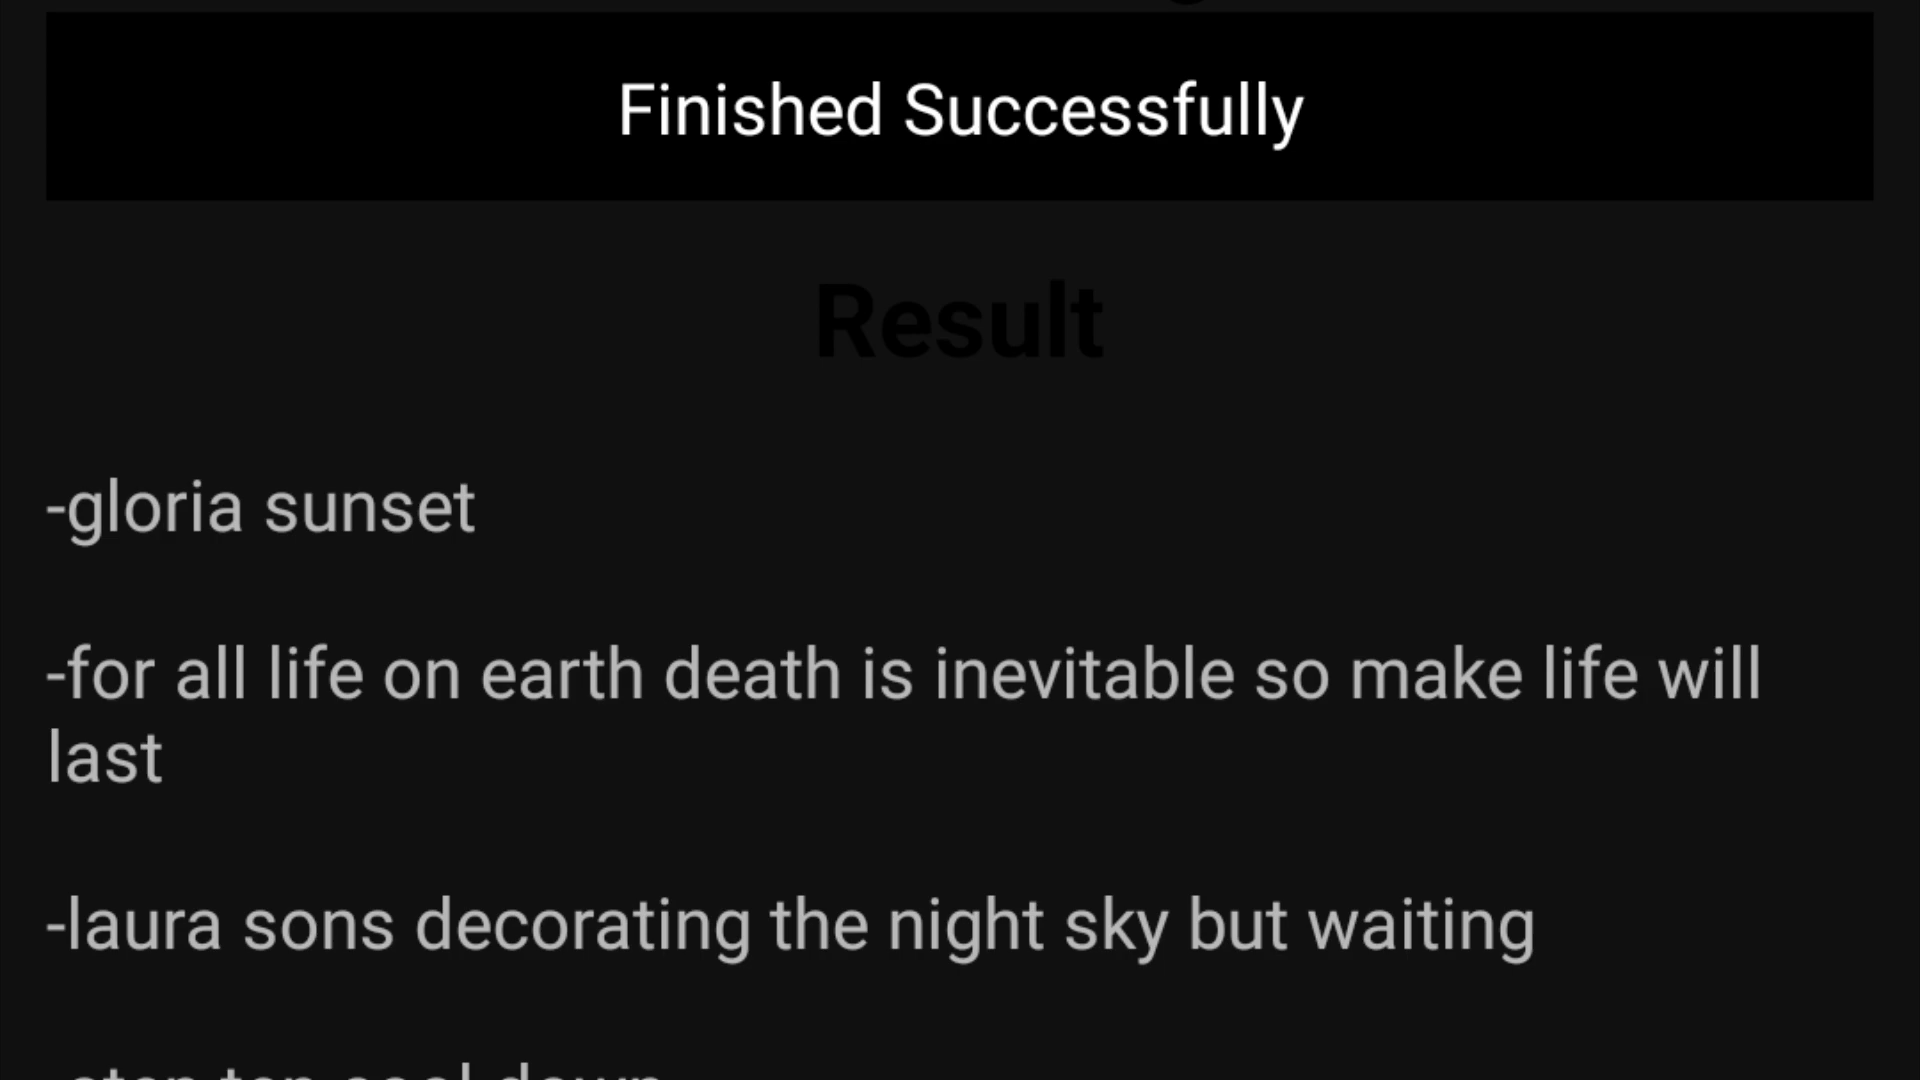 Finished Successfully
Result
-gloria sunset
-for all life on earth death is inevitable so make life will
last
-laura sons decorating the night sky but waiting